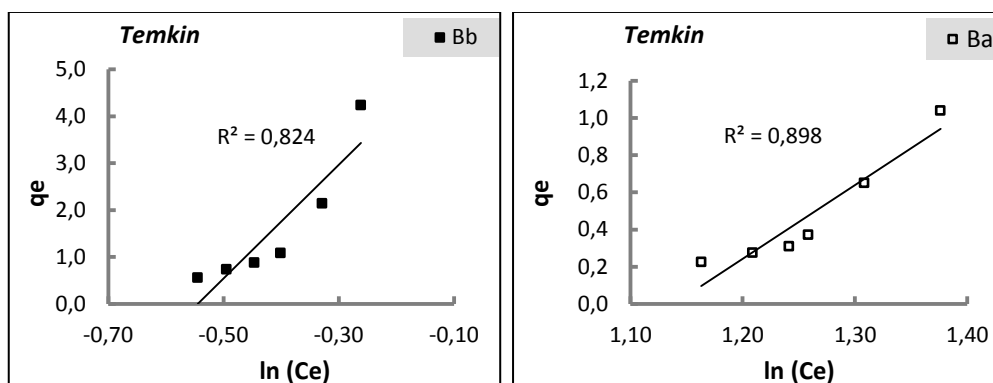 Temkin
Bb
5,0
4,0
3,0
2,0
1,0
0,0
qe
R² = 0,824
-0,70
-0,50
-0,30
-0,10
ln (Ce)
Temkin
Ba
1,2
1,0
0,8
0,6
0,4
0,2
0,0
qe
R² = 0,898
1,10
1,20
1,30
1,40
ln (Ce)